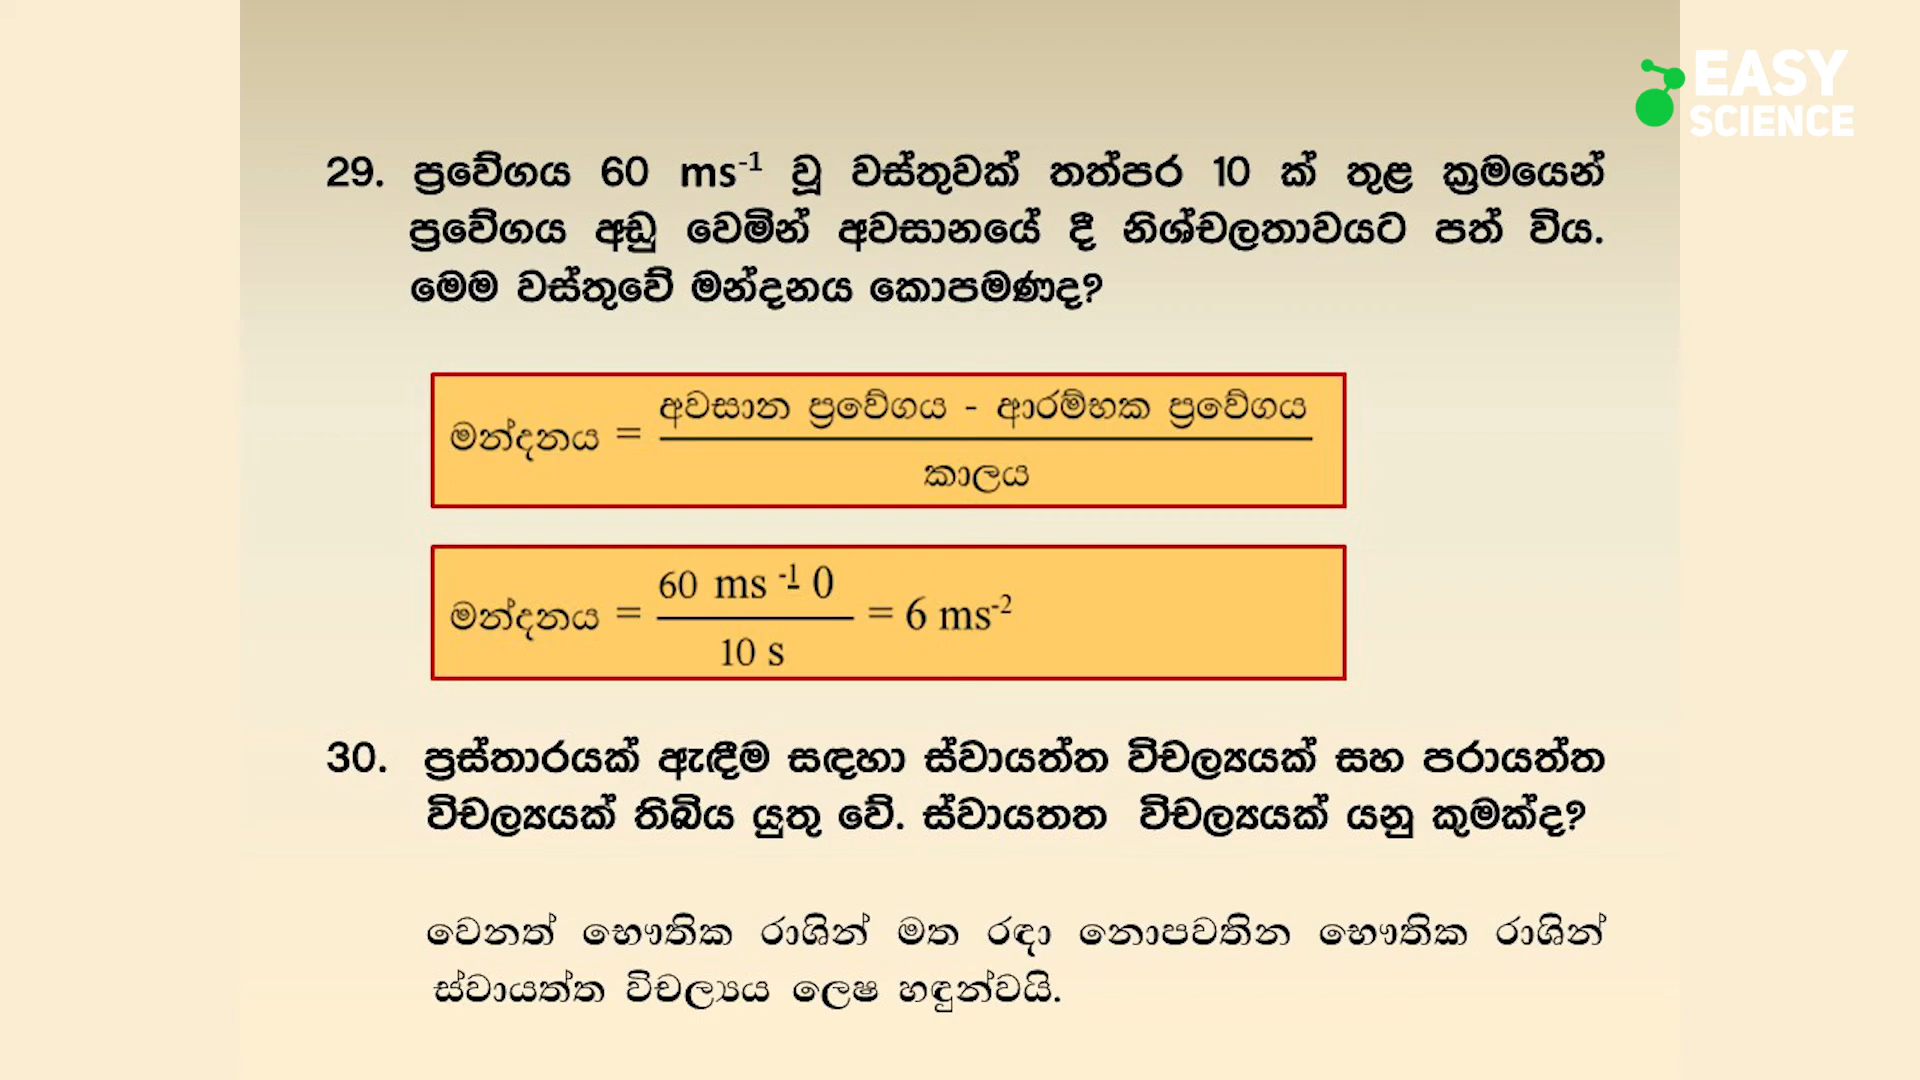 EASY
SCIENCE
29. ප්‍රවේගය 60 ms-1 වූ වස්තුවක් තත්පර 10 ක් තුළ ක්‍රමයෙන්
ප්‍රවේගය අඩු වෙමින් අවසානයේ දී නිශ්චලතාවයට පත් විය.
මෙම වස්තුවේ මන්දනය කොපමණද?
මන්දනය = අවසාන ප්‍රවේගය - ආරම්භක ප්‍රවේගය
කාලය
මන්දනය = 60 ms -1 - 0 = 6 ms-2
10 s
30. ප්‍රස්තාරයක් ඇඳීම සඳහා ස්වායත්ත විචල්‍යයක් සහ පරායත්ත
විචල්‍යයක් තිබිය යුතු වේ. ස්වායතත විචල්‍යයක් යනු කුමක්ද?
වෙනත් භෞතික රාශින් මත රඳා නොපවතින භෞතික රාශින්
ස්වායත්ත විචල්‍යය ලෙෂ හඳුන්වයි.